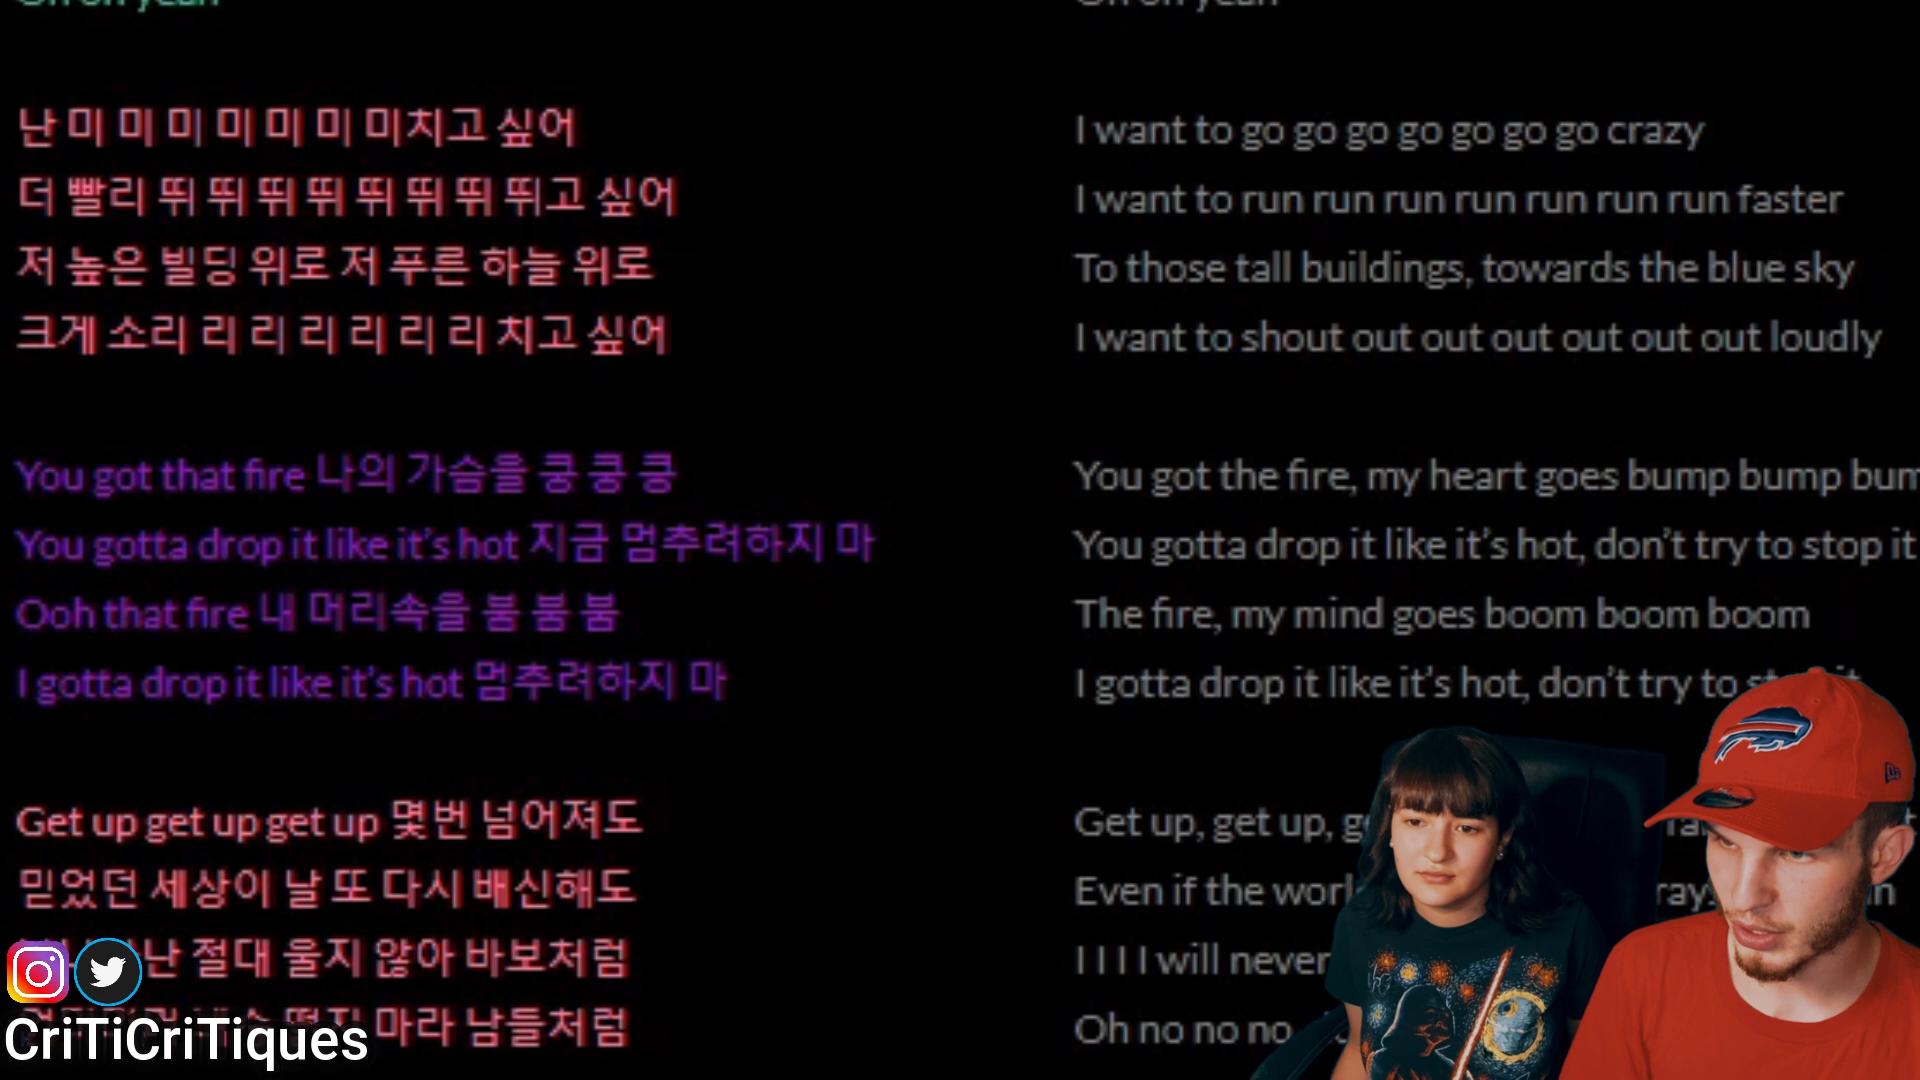 Oh oh yeah
Oh oh yeah
난 미 미 미 미 미 미 미치고 싶어
더 빨리 뛰 뛰 뛰 뛰 뛰 뛰 뛰 뛰고 싶어
저 높은 빌딩 위로 저 푸른 하늘 위로
크게 소리 리 리 리 리 리 리 치고 싶어
I want to go go go go go go go crazy
I want to run run run run run run run faster
To those tall buildings, towards the blue sky
I want to shout out out out out out out loudly
You got that fire 나의 가슴을 쿵 쿵 쿵
You gotta drop it like it's hot 지금 멈추려하지 마
Ooh that fire 내 머리속을 붐 붐 붐
I gotta drop it like it's hot 멈추려하지 마
You got the fire, my heart goes bump bump bum
You gotta drop it like it's hot, don't try to stop it
The fire, my mind goes boom boom boom
I gotta drop it like it's hot, don't try to stop it
Get up get up get up 몇번 넘어져도
믿었던 세상이 날 또 다시 배신해도
난 절대 울지 않아 바보처럼
마라 남들처럼
Get up, get up,
Even if the
I I I I will never
Oh no no no
CriTiCriTiques